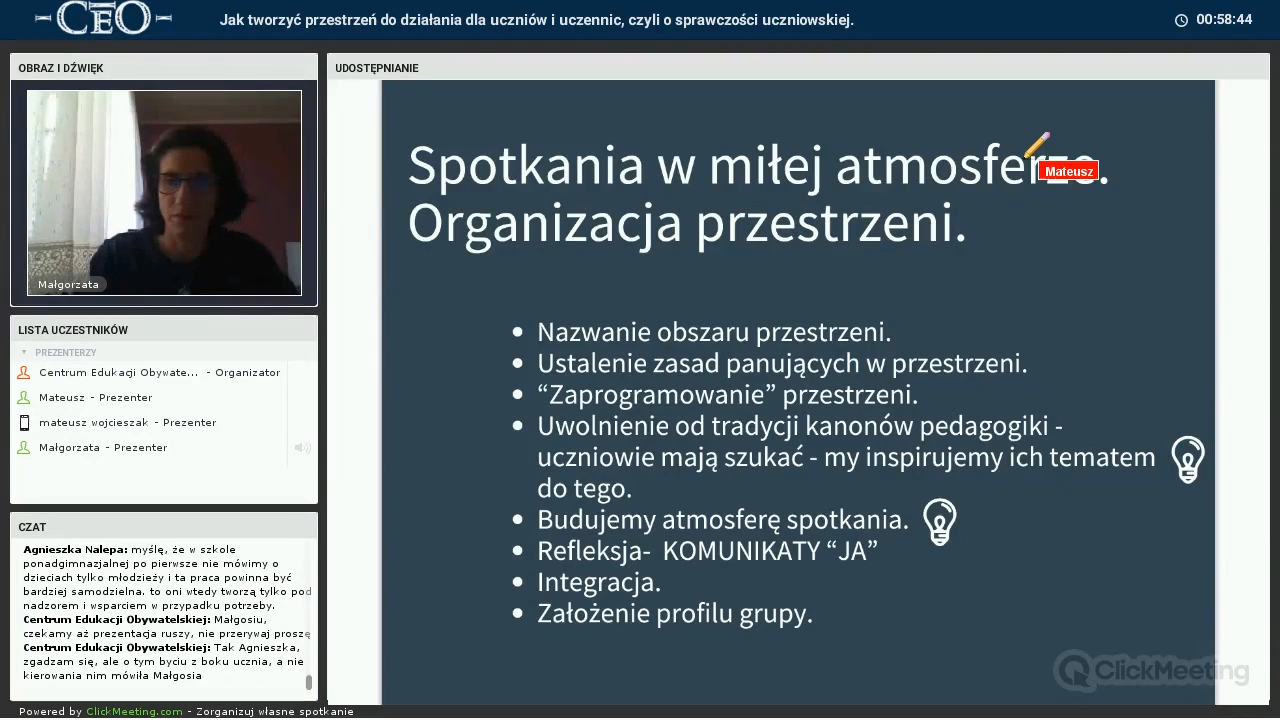 CEO
Jak tworzyć przestrzeń do działania dla uczniów i uczennic, czyli o sprawczości uczniowskiej.
00:58:44
OBRAZ I DŹWIĘK
Małgorzata
LISTA UCZESTNIKÓW
PREZENTERZY
Centrum Edukacji Obywate... - Organizator
Mateusz - Prezenter
mateusz wojcieszak - Prezenter
Małgorzata - Prezenter
CZAT
Agnieszka Nalepa: myślę, że w szkole
ponadgimnazjalnej po pierwsze nie mówimy o
dzieciach tylko młodzieży i ta praca powinna być
bardziej samodzielna. to oni wtedy tworzą tylko pod
nadzorem i wsparciem w przypadku potrzeby.
Centrum Edukacji Obywatelskiej: Małgosiu,
czekamy aż prezentacja ruszy, nie przerywaj proszę
Centrum Edukacji Obywatelskiej: Tak Agnieszka,
zgadzam się, ale o tym byciu z boku ucznia, a nie
kierowania nim mówiła Małgosia
UDOSTĘPNIANIE
Spotkania w miłej atmosferze.
Mateusz
Organizacja przestrzeni.
• Nazwanie obszaru przestrzeni.
• Ustalenie zasad panujących w przestrzeni.
• “Zaprogramowanie” przestrzeni.
• Uwolnienie od tradycji kanonów pedagogiki -
uczniowie mają szukać - my inspirujemy ich tematem
do tego.
• Budujemy atmosferę spotkania.
• Refleksja- KOMUNIKATY “JA”
• Integracja.
• Założenie profilu grupy.
ClickMeeting
Powered by ClickMeeting.com - Zorganizuj własne spotkanie